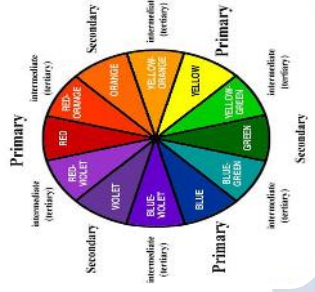 Primary
intermediate
(tertiary)
intermediate
(tertiary)
RED
RED-
VIOLET
RED-
ORANGE
Secondary
Secondary
VIOLET
ORANGE
intermediate
(tertiary)
BLUE-
VIOLET
YELLOW-
ORANGE
intermediate
(tertiary)
BLUE
YELLOW
Primary
Primary
BLUE-
GREEN
GREEN
YELLOW-
GREEN
intermediate
(tertiary)
intermediate
(tertiary)
Secondary